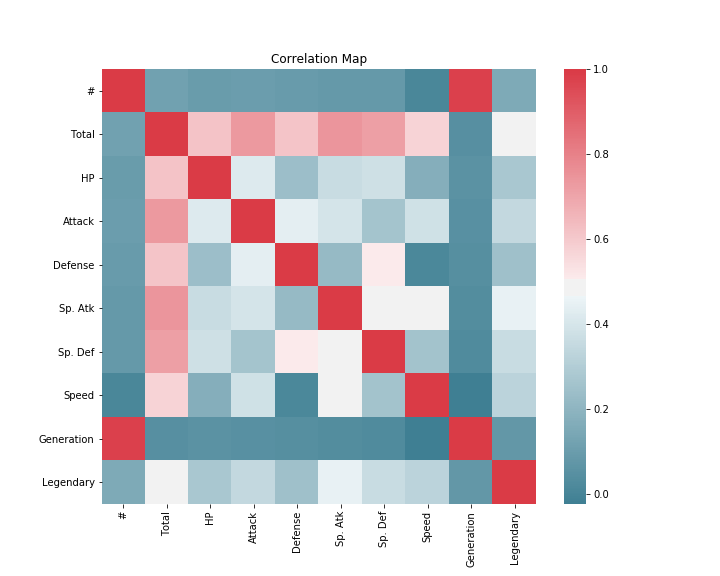 Correlation Map
#
Total
HP
Attack
Defense
Sp. Atk
Sp. Def
Speed
Generation
Legendary
#
Total
HP
Attack
Defense
Sp. Atk
Sp. Def
Speed
Generation
Legendary
1.0
0.8
0.6
0.4
0.2
0.0